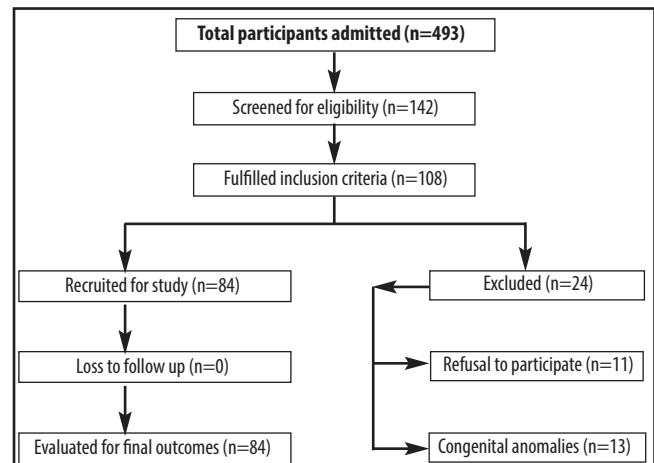 Total participants admitted (n=493)
Screened for eligibility (n=142)
Fulfilled inclusion criteria (n=108)
Recruited for study (n=84)
Excluded (n=24)
Loss to follow up (n=0)
Refusal to participate (n=11)
Evaluated for final outcomes (n=84)
Congenital anomalies (n=13)